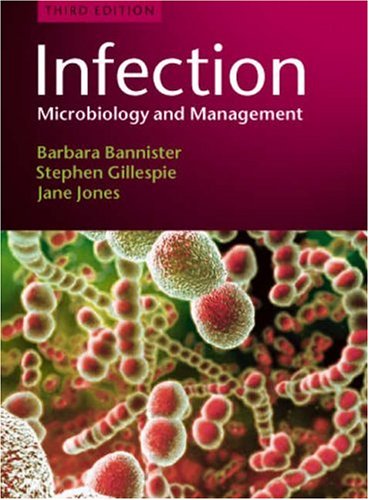 THIRD EDITION
Infection
Microbiology and Management
Barbara Bannister
Stephen Gillespie
Jane Jones